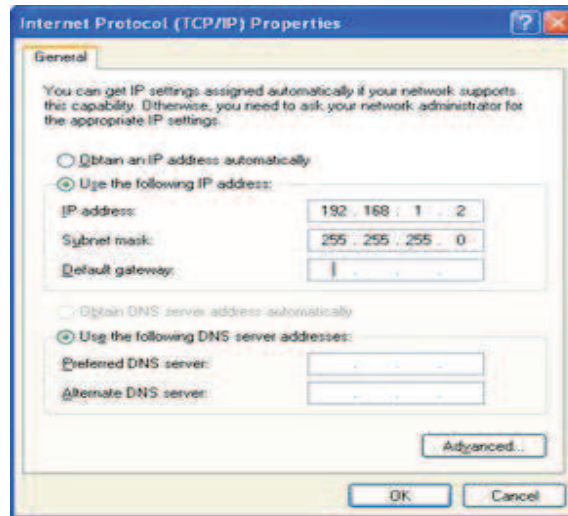 Internet Protocol (TCP/IP) Properties
General
You can get IP settings assigned automatically if your network supports
this capability. Otherwise, you need to ask your network administrator for
the appropriate IP settings.
Obtain an IP address automatically
Use the following IP address:
IP address: 192 . 168 . 1 . 2
Subnet mask: 255 . 255 . 255 . 0
Default gateway: . . .
Obtain DNS server address automatically
Use the following DNS server addresses:
Preferred DNS server: . . .
Alternate DNS server: . . .
Advanced...
OK Cancel